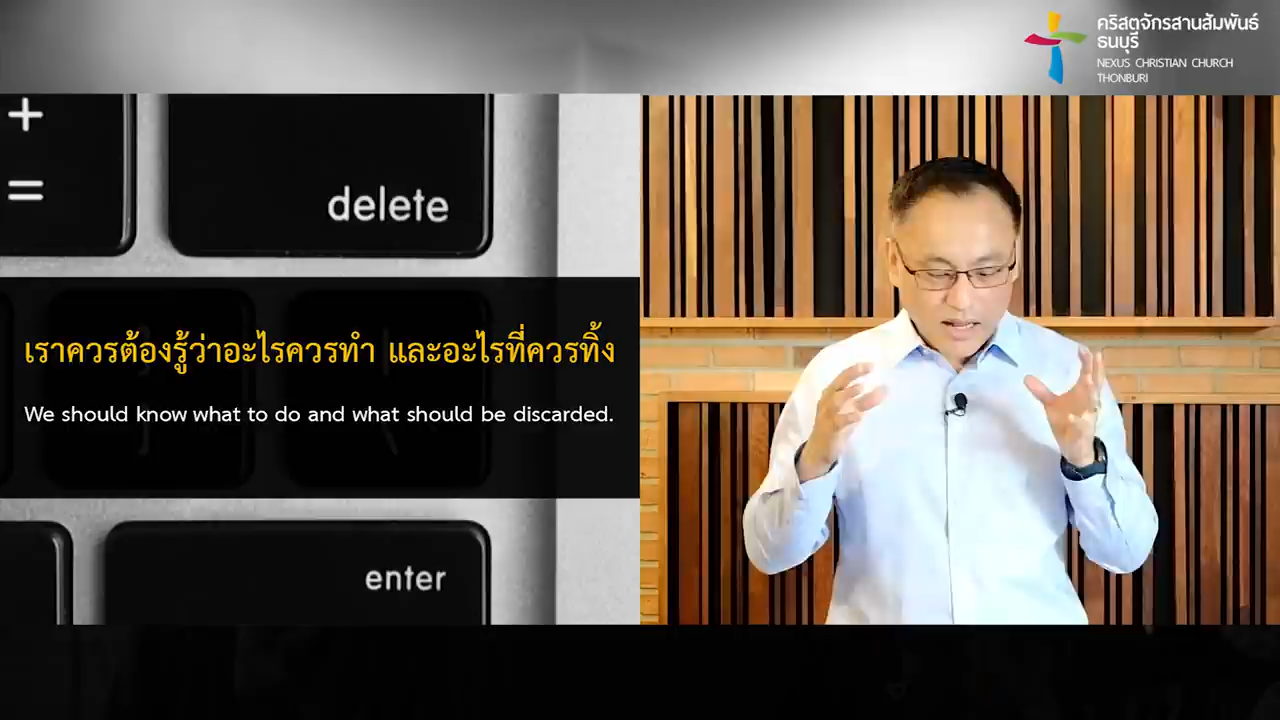 คริสตจักรสานสัมพันธ์
ธนบุรี
NEXUS CHRISTIAN CHURCH
THONBURI
+
=
delete
เราควรต้องรู้ว่าอะไรควรทำ และอะไรที่ควรทิ้ง
We should know what to do and what should be discarded.
enter